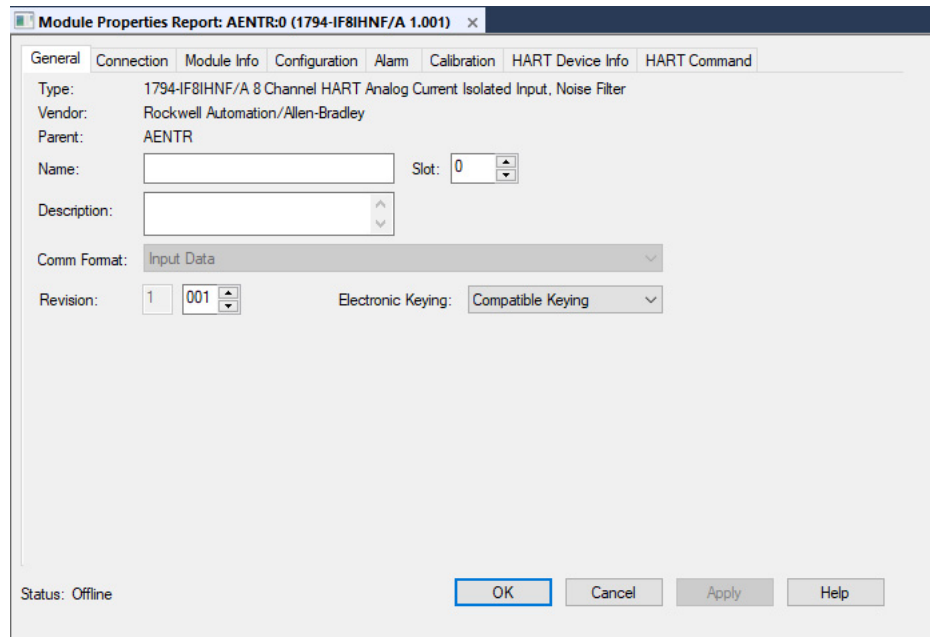 Module Properties Report: AENTR:0 (1794-IF8IHNF/A 1.001) ×
General Connection Module Info Configuration Alarm Calibration HART Device Info HART Command
Type: 1794-IF8IHNF/A 8 Channel HART Analog Current Isolated Input, Noise Filter
Vendor: Rockwell Automation/Allen-Bradley
Parent: AENTR
Name: Slot: 0
Description:
Comm Format: Input Data
Revision: 1 001 Electronic Keying: Compatible Keying
Status: Offline OK Cancel Apply Help